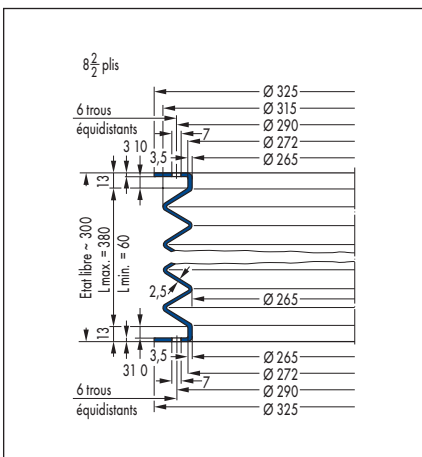 8 2/2 plis
Ø 325
Ø 315
6 trous
équidistants
Ø 290
7
Ø 272
3 10
3,5
Ø 265
13
Etat libre ~ 300
L max. = 380
L min. = 60
2,5
Ø 265
13
3,5
Ø 265
31 0
Ø 272
7
6 trous
équidistants
Ø 290
Ø 325